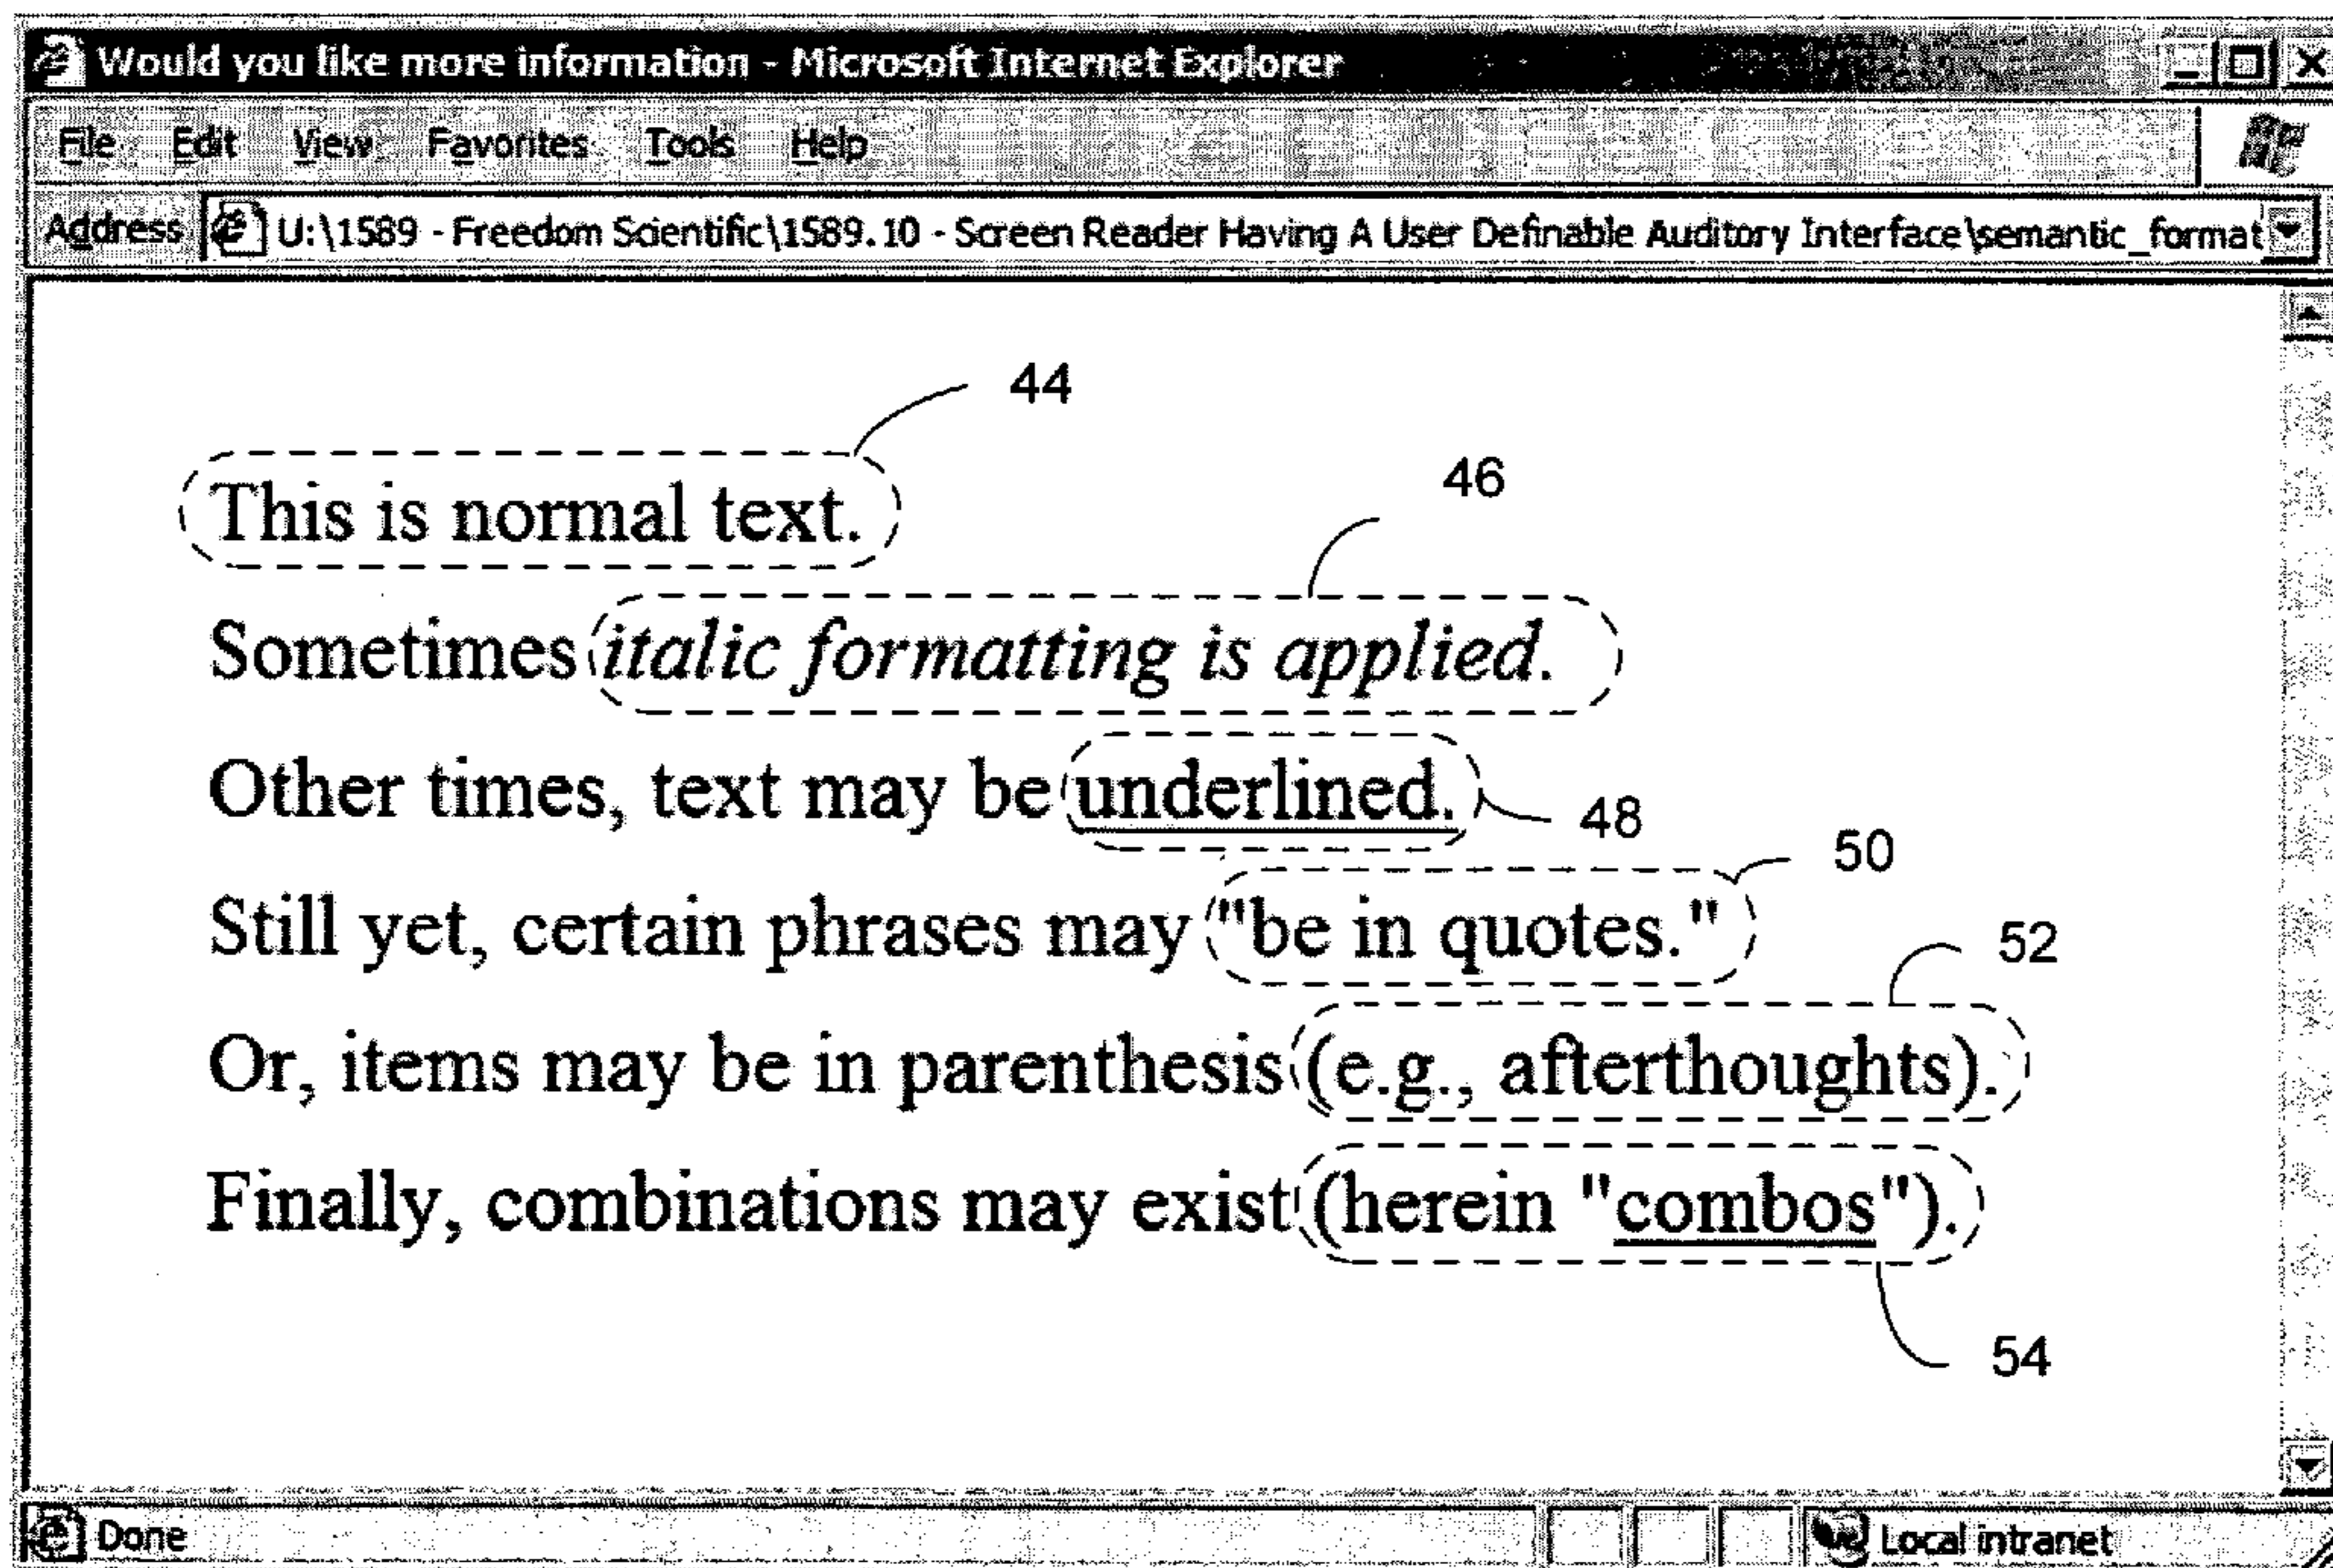 Would you like more information - Microsoft Internet Explorer
File Edit View Favorites Tools Help
Address U:\1589 - Freedom Scientific\1589.10 - Screen Reader Having A User Definable Auditory Interface\semantic_format
44
This is normal text.
46
Sometimes italic formatting is applied.
Other times, text may be underlined.
48
50
Still yet, certain phrases may "be in quotes."
52
Or, items may be in parenthesis (e.g., afterthoughts).
Finally, combinations may exist (herein "combos").
54
Done Local intranet